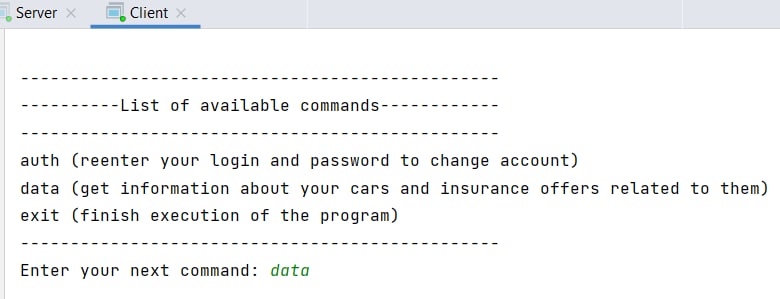 Server Client
------------------------------------------------
----------List of available commands------------
------------------------------------------------
auth (reenter your login and password to change account)
data (get information about your cars and insurance offers related to them)
exit (finish execution of the program)
------------------------------------------------
Enter your next command: data